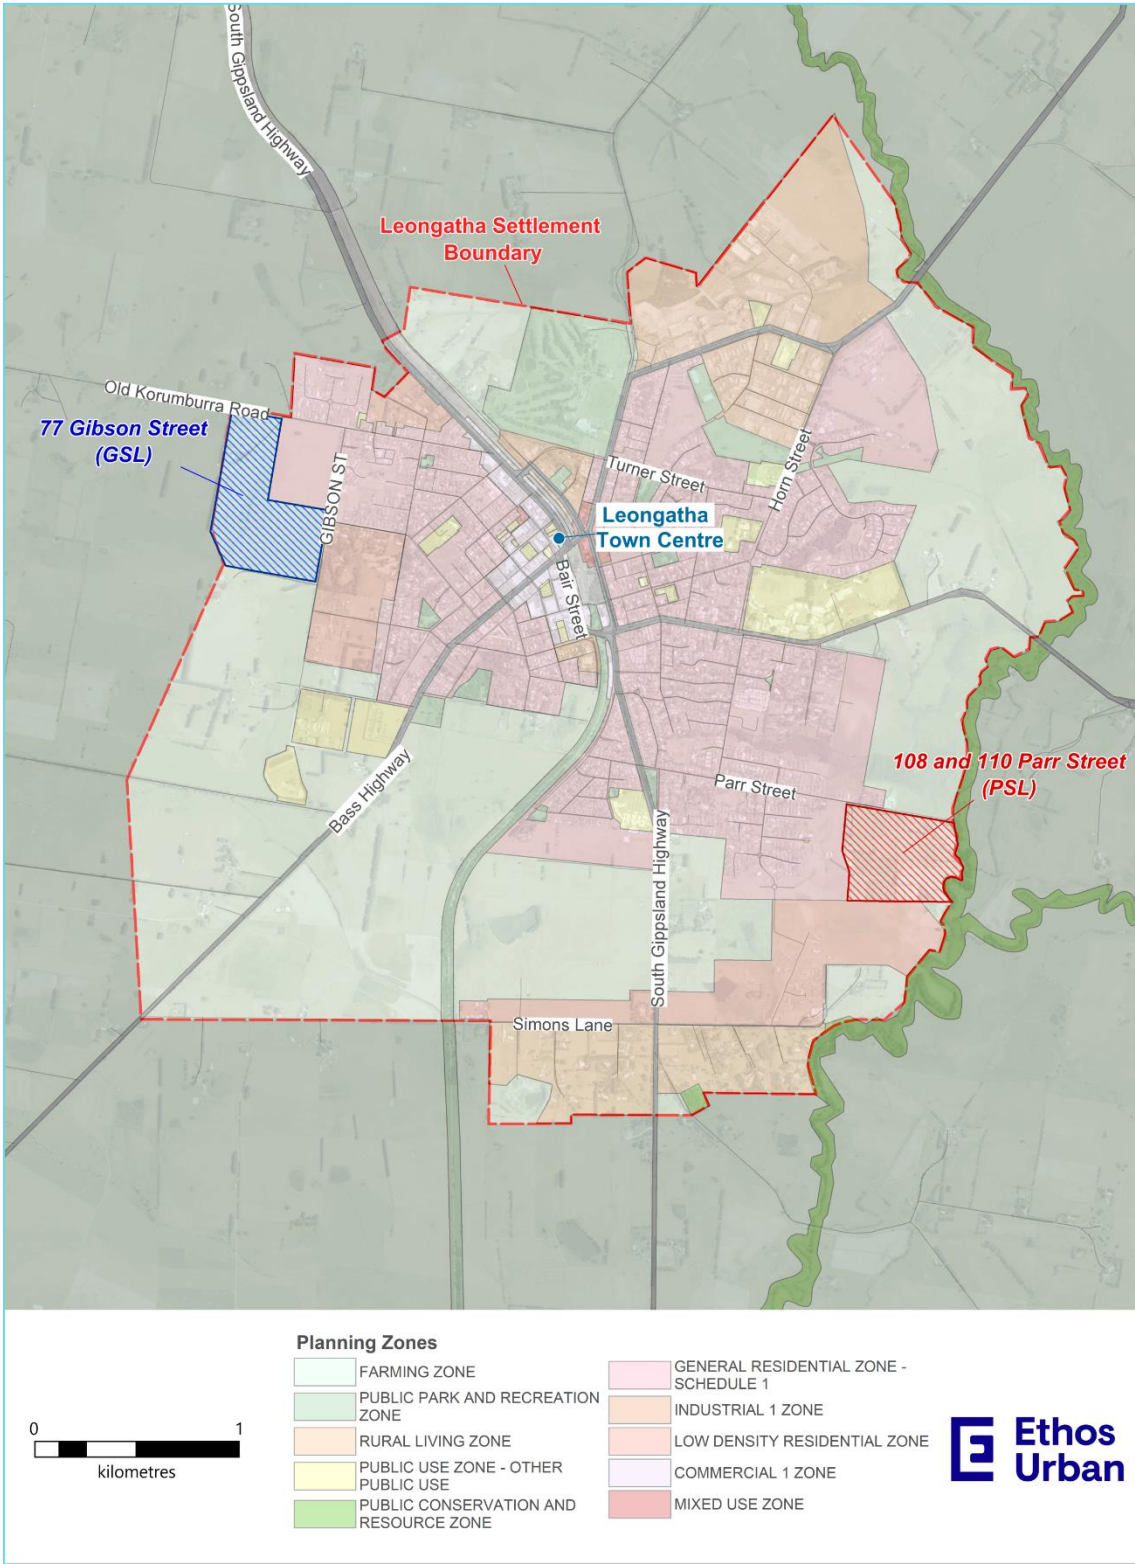 South Gippsland Highway
Leongatha Settlement
Boundary
Old Korumburra Road
77 Gibson Street
(GSL)
GIBSON ST
Turner Street
Horn Street
Leongatha
Town Centre
Bair Street
108 and 110 Parr Street
(PSL)
Parr Street
Bass Highway
South Gippsland Highway
Simons Lane
Planning Zones
FARMING ZONE
PUBLIC PARK AND RECREATION
ZONE
RURAL LIVING ZONE
PUBLIC USE ZONE - OTHER
PUBLIC USE
PUBLIC CONSERVATION AND
RESOURCE ZONE
GENERAL RESIDENTIAL ZONE -
SCHEDULE 1
INDUSTRIAL 1 ZONE
LOW DENSITY RESIDENTIAL ZONE
COMMERCIAL 1 ZONE
MIXED USE ZONE
0 1
kilometres
Ethos
Urban